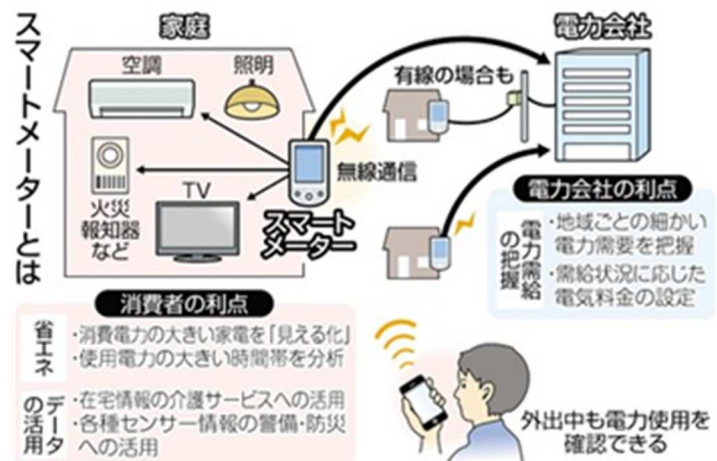 スマートメーターとは
家庭
空調
照明
火災
報知器
など
TV
スマート
メーター
無線通信
有線の場合も
電力会社
電力会社の利点
電力需給
の把握
・地域ごとの細かい
電力需要を把握
・需給状況に応じた
電気料金の設定
消費者の利点
省エネ
・消費電力の大きい家電を「見える化」
・使用電力の大きい時間帯を分析
データ
の活用
・在宅情報の介護サービスへの活用
・各種センサー情報の警備・防災
への活用
外出中も電力使用を
確認できる